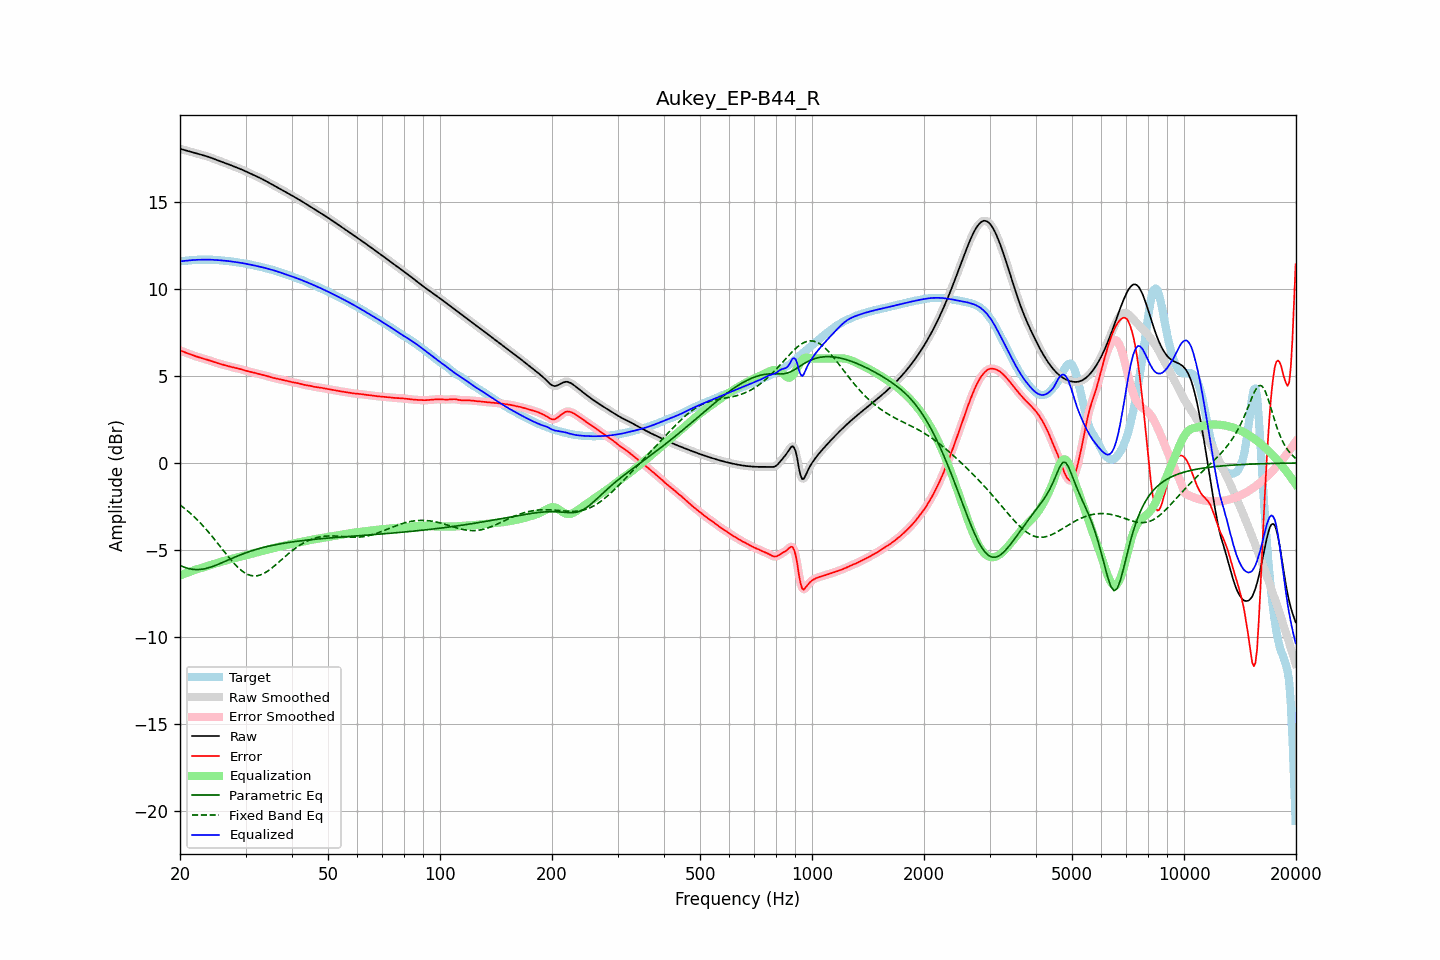 Aukey_EP-B44_R
Amplitude (dBr)
15
10
5
0
−5
−10
−15
−20
Target
Raw Smoothed
Error Smoothed
Raw
Error
Equalization
Parametric Eq
Fixed Band Eq
Equalized
20 50 100 200 500 1000 2000 5000 10000 20000
Frequency (Hz)